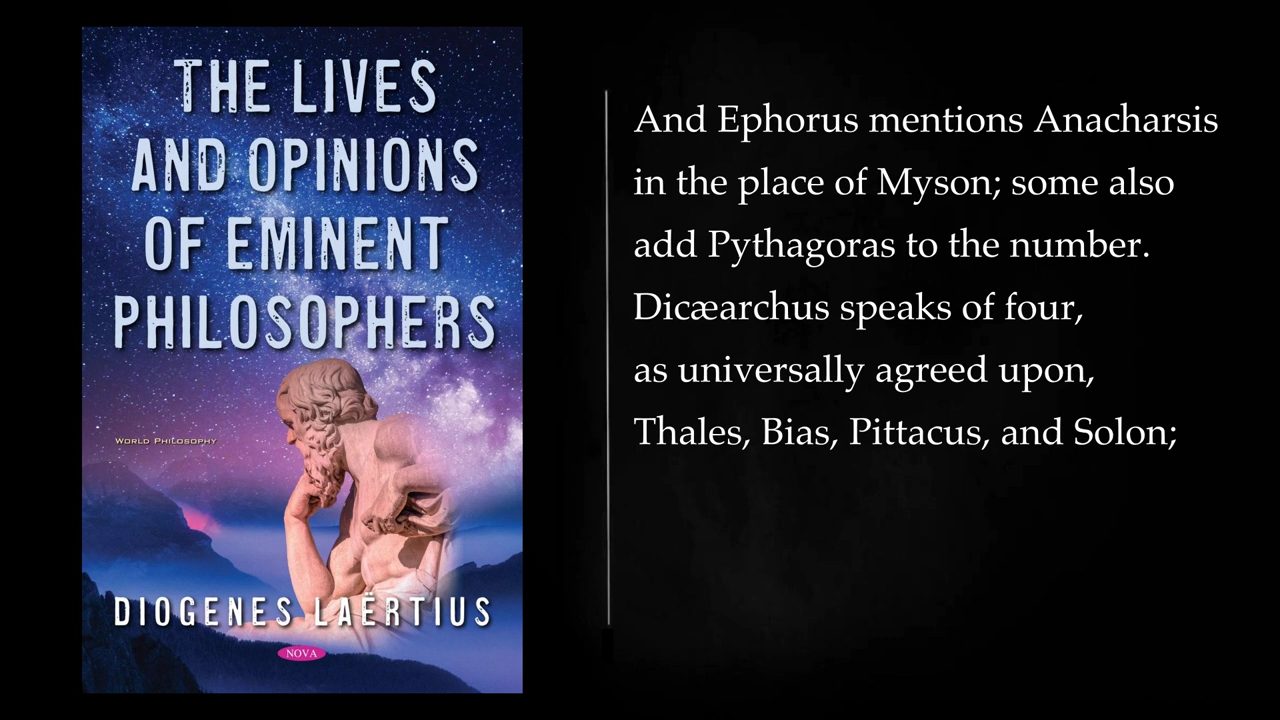 THE LIVES
AND OPINIONS
OF EMINENT
PHILOSOPHERS
WORLD PHILOSOPHY
DIOGENES LAËRTIUS
NOVA
And Ephorus mentions Anacharsis
in the place of Myson; some also
add Pythagoras to the number.
Dicæarchus speaks of four,
as universally agreed upon,
Thales, Bias, Pittacus, and Solon;